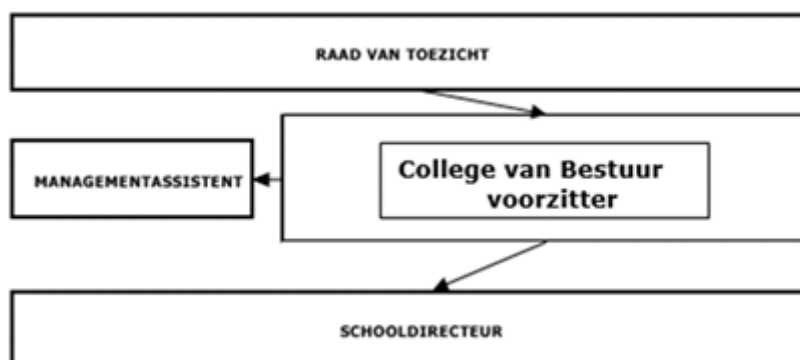 RAAD VAN TOEZICHT
MANAGEMENTASSISTENT
College van Bestuur
voorzitter
SCHOOLDIRECTEUR